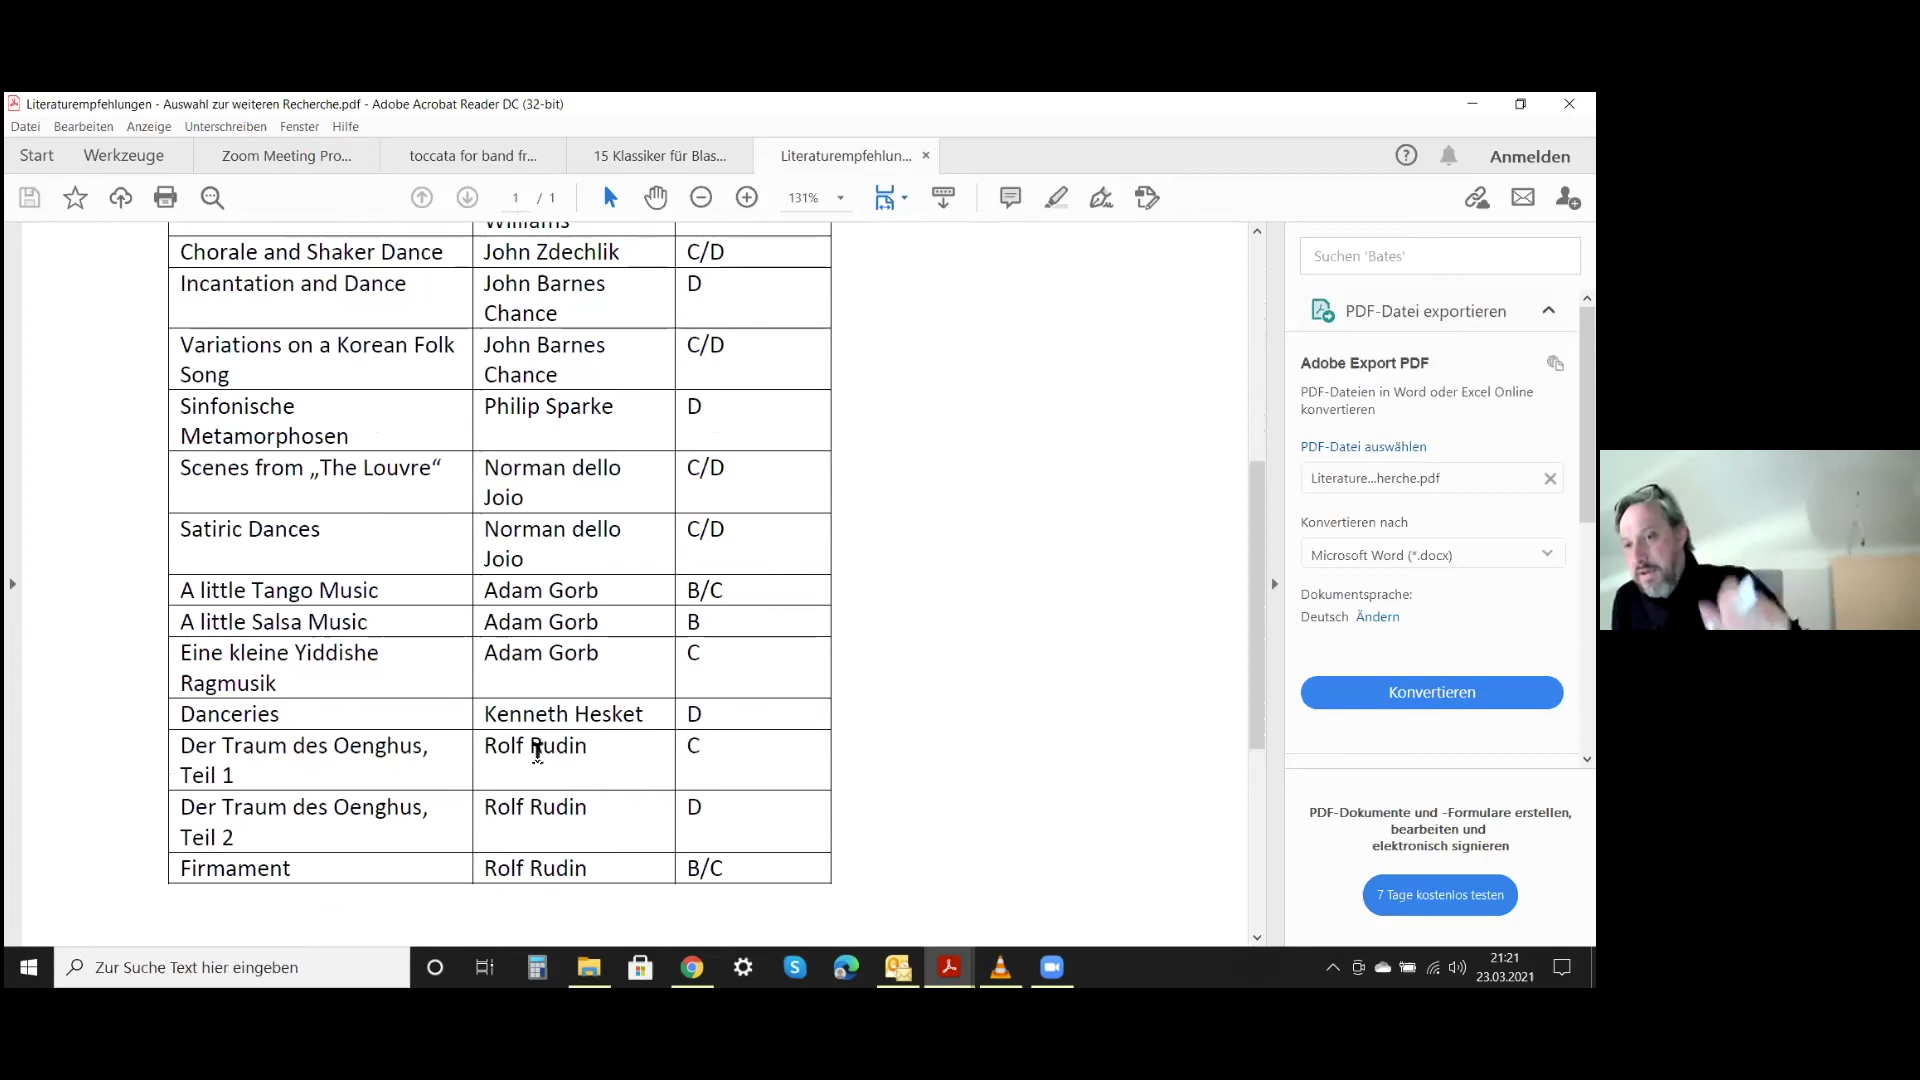 Literaturempfehlungen - Auswahl zur weiteren Recherche.pdf - Adobe Acrobat Reader DC (32-bit)
Datei Bearbeiten Anzeige Unterschreiben Fenster Hilfe
Start Werkzeuge Zoom Meeting Pro... toccata for band fr... 15 Klassiker für Blas... Literaturempfehlun... × Anmelden
1 / 1 131%
Williams
Chorale and Shaker Dance John Zdechlik C/D
Incantation and Dance John Barnes D
Chance
Variations on a Korean Folk John Barnes C/D
Song Chance
Sinfonische Philip Sparke D
Metamorphosen
Scenes from „The Louvre“ Norman dello C/D
Joio
Satiric Dances Norman dello C/D
Joio
A little Tango Music Adam Gorb B/C
A little Salsa Music Adam Gorb B
Eine kleine Yiddishe Adam Gorb C
Ragmusik
Danceries Kenneth Hesket D
Der Traum des Oenghus, Rolf Rudin C
Teil 1
Der Traum des Oenghus, Rolf Rudin D
Teil 2
Firmament Rolf Rudin B/C
Suchen 'Bates'
PDF-Datei exportieren
Adobe Export PDF
PDF-Dateien in Word oder Excel Online
konvertieren
PDF-Datei auswählen
Literature...herche.pdf
Konvertieren nach
Microsoft Word (*.docx)
Dokumentsprache:
Deutsch Ändern
Konvertieren
PDF-Dokumente und -Formulare erstellen,
bearbeiten und
elektronisch signieren
7 Tage kostenlos testen
Zur Suche Text hier eingeben
21:21
23.03.2021